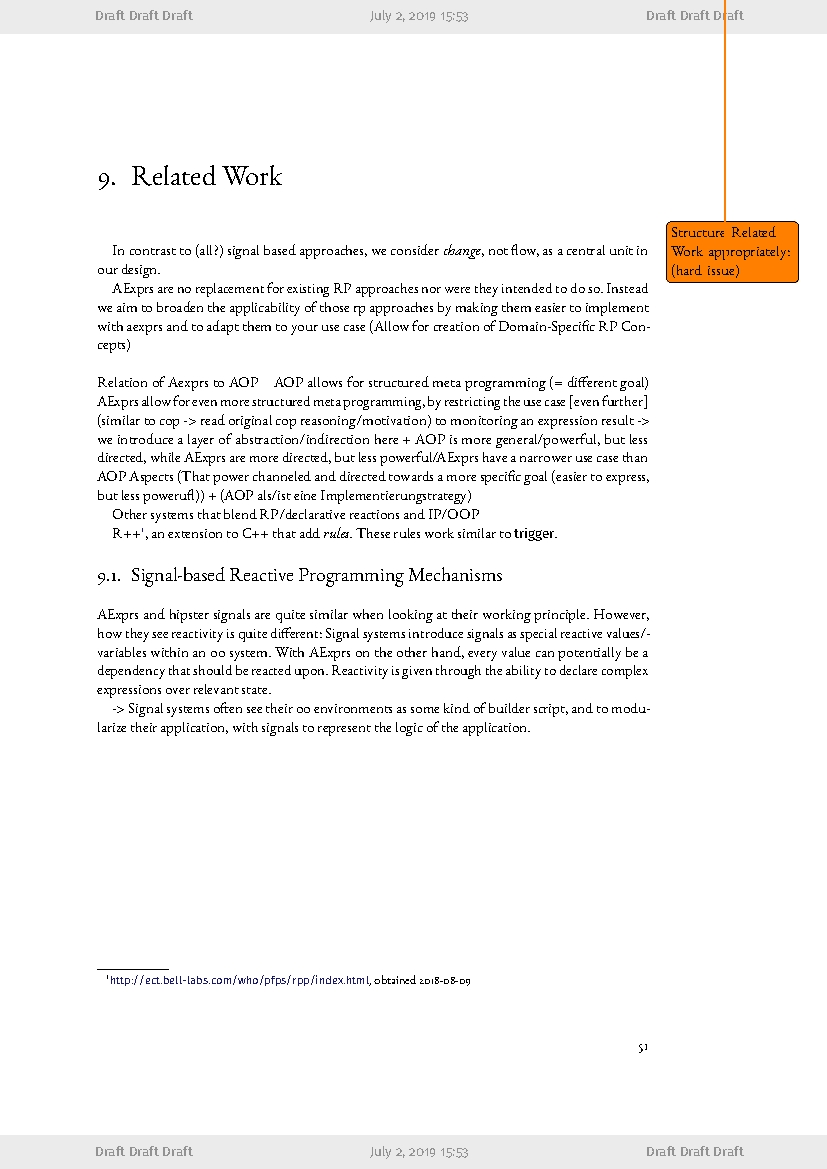 Draft Draft Draft July 2, 2019 15:53 Draft Draft Draft
9. Related Work
Structure Related
Work appropriately:
(hard issue)
In contrast to (all?) signal based approaches, we consider change, not flow, as a central unit in
our design.
AExprs are no replacement for existing RP approaches nor were they intended to do so. Instead
we aim to broaden the applicability of those rp approaches by making them easier to implement
with aexprs and to adapt them to your use case (Allow for creation of Domain-Specific RP Con-
cepts)
Relation of Aexprs to AOP AOP allows for structured meta programming (= different goal)
AExprs allow for even more structured meta programming, by restricting the use case [even further]
(similar to cop -> read original cop reasoning/motivation) to monitoring an expression result ->
we introduce a layer of abstraction/indirection here + AOP is more general/powerful, but less
directed, while AExprs are more directed, but less powerful/AExprs have a narrower use case than
AOP Aspects (That power channeled and directed towards a more specific goal (easier to express,
but less powerufl)) + (AOP als/ist eine Implementierungstrategy)
Other systems that blend RP/declarative reactions and IP/OOP
R++¹, an extension to C++ that add rules. These rules work similar to trigger.
9.1. Signal-based Reactive Programming Mechanisms
AExprs and hipster signals are quite similar when looking at their working principle. However,
how they see reactivity is quite different: Signal systems introduce signals as special reactive values/-
variables within an oo system. With AExprs on the other hand, every value can potentially be a
dependency that should be reacted upon. Reactivity is given through the ability to declare complex
expressions over relevant state.
-> Signal systems often see their oo environments as some kind of builder script, and to modu-
larize their application, with signals to represent the logic of the application.
¹http://ect.bell-labs.com/who/pfps/rpp/index.html, obtained 2018-08-09
51
Draft Draft Draft July 2, 2019 15:53 Draft Draft Draft